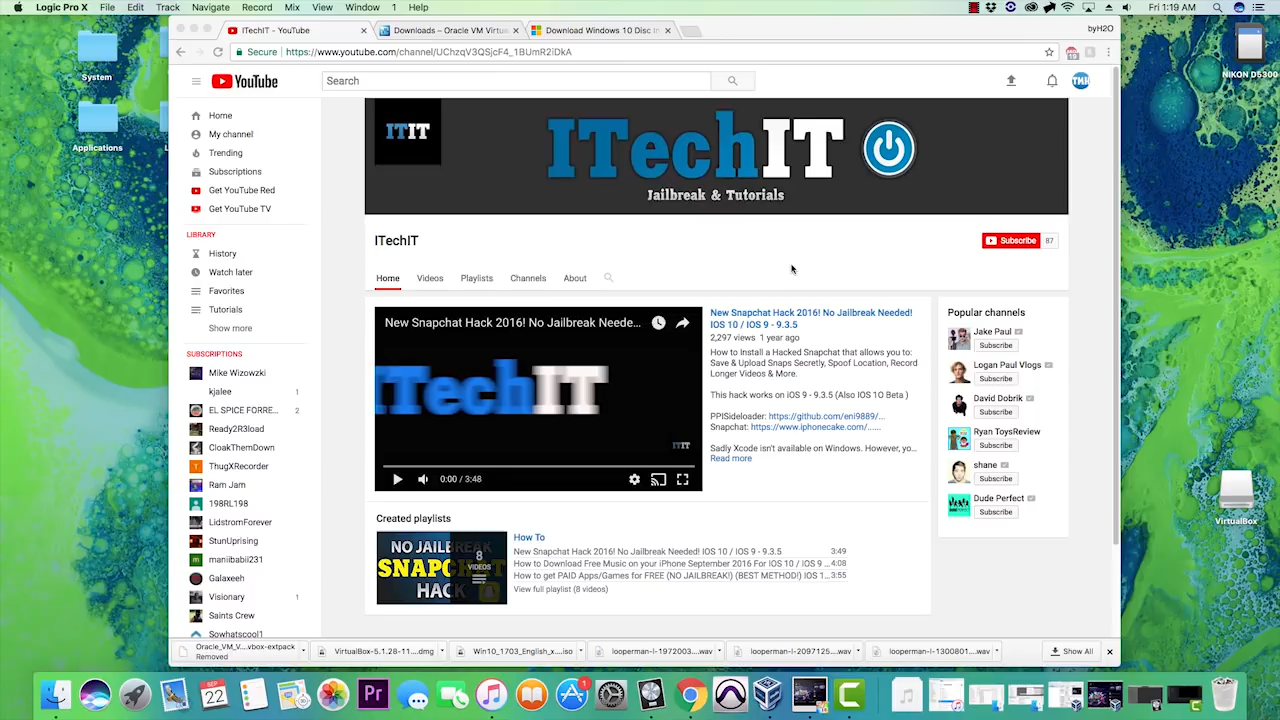 Logic Pro X File Edit Track Navigate Record Mix View Window 1 Help
Fri 1:19 AM
ITechIT - YouTube
Downloads – Oracle VM Virtua
Download Windows 10 Disc I
byH2O
Secure https://www.youtube.com/channel/UChzqV3QSjcF4_1BUmR2iDkA
System
Applications
NIKON D5300
VirtualBox
YouTube
Search
Home
My channel
Trending
Subscriptions
Get YouTube Red
Get YouTube TV
LIBRARY
History
Watch later
Favorites
Tutorials
Show more
SUBSCRIPTIONS
Mike Wizowzki
kjalee 1
EL SPICE FORRE... 2
Ready2R3load
CloakThemDown
ThugXRecorder
Ram Jam
198RL198
LidstromForever
StunUprising
maniibabii231
Galaxeeh
Visionary 1
Saints Crew
Sowhatscool1
ITIT
ITechIT
Jailbreak & Tutorials
ITechIT
Subscribe 87
Home Videos Playlists Channels About
New Snapchat Hack 2016! No Jailbreak Neede...
ITechIT
ITIT
0:00 / 3:48
New Snapchat Hack 2016! No Jailbreak Needed!
IOS 10 / IOS 9 - 9.3.5
2,297 views 1 year ago
How to Install a Hacked Snapchat that allows you to:
Save & Upload Snaps Secretly, Spoof Location, Record
Longer Videos & More.
This hack works on iOS 9 - 9.3.5 (Also IOS 10 Beta )
PPISideloader: https://github.com/eni9889/...
Snapchat: https://www.iphonecake.com/......
Sadly Xcode isn't available on Windows. However, yo...
Read more
Created playlists
NO JAILBREAK
SNAPCHAT
HACK
8
VIDEOS
How To
New Snapchat Hack 2016! No Jailbreak Needed! IOS 10 / IOS 9 - 9.3.5 3:49
How to Download Free Music on your iPhone September 2016 For IOS 10 / IOS 9 ... 4:08
How to get PAID Apps/Games for FREE (NO JAILBREAK!) (BEST METHOD!) IOS 1... 3:55
View full playlist (8 videos)
Popular channels
Jake Paul
Subscribe
Logan Paul Vlogs
Subscribe
David Dobrik
Subscribe
Ryan ToysReview
Subscribe
shane
Subscribe
Dude Perfect
Subscribe
Oracle_VM_V....vbox-extpack
Removed
VirtualBox-5.1.28-11....dmg
Win10_1703_English_x....iso
looperman-l-1972003....wav
looperman-l-2097125....wav
looperman-l-1300801....wav
Show All
SEP
22
Pr
1